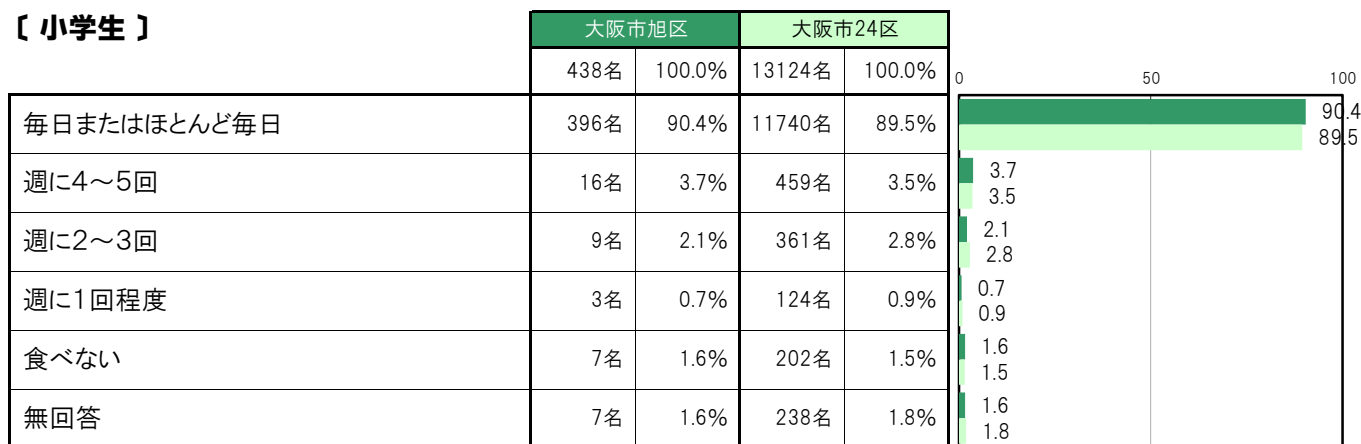 〔 小学生 〕
大阪市旭区 大阪市24区
438名 100.0% 13124名 100.0%
0 50 100
毎日またはほとんど毎日 396名 90.4% 11740名 89.5%
90.4
89.5
週に4～5回 16名 3.7% 459名 3.5%
3.7
3.5
週に2～3回 9名 2.1% 361名 2.8%
2.1
2.8
週に1回程度 3名 0.7% 124名 0.9%
0.7
0.9
食べない 7名 1.6% 202名 1.5%
1.6
1.5
無回答 7名 1.6% 238名 1.8%
1.6
1.8